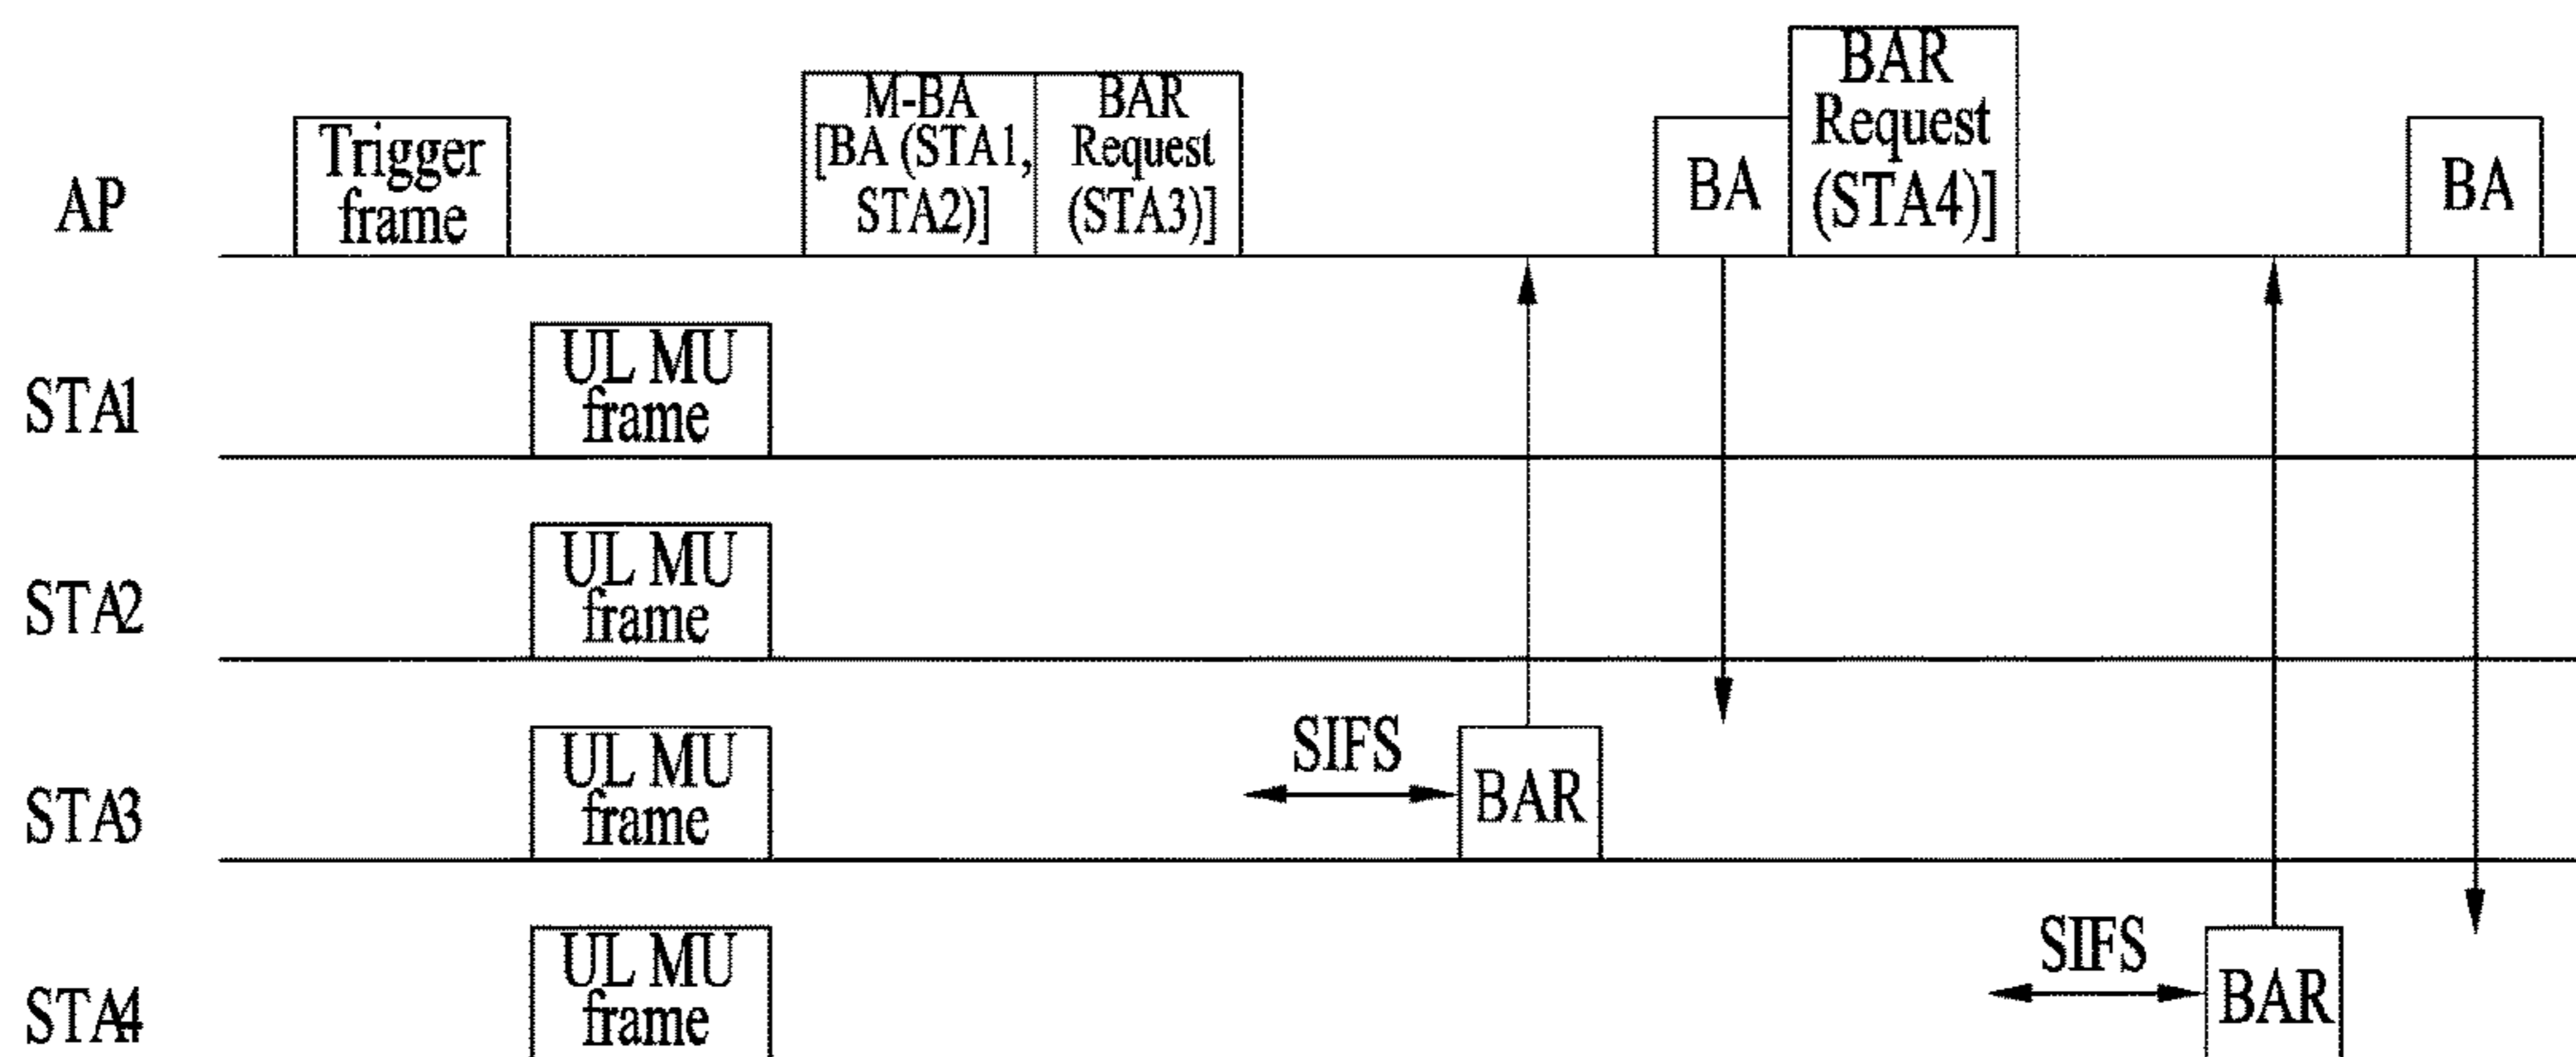 Trigger
frame
M-BA
[BA (STA1,
STA2)]
BAR
Request
(STA3)]
BA
BAR
Request
(STA4)]
BA
AP
UL MU
frame
STA1
UL MU
frame
STA2
UL MU
frame
SIFS
BAR
STA3
UL MU
frame
SIFS
BAR
STA4